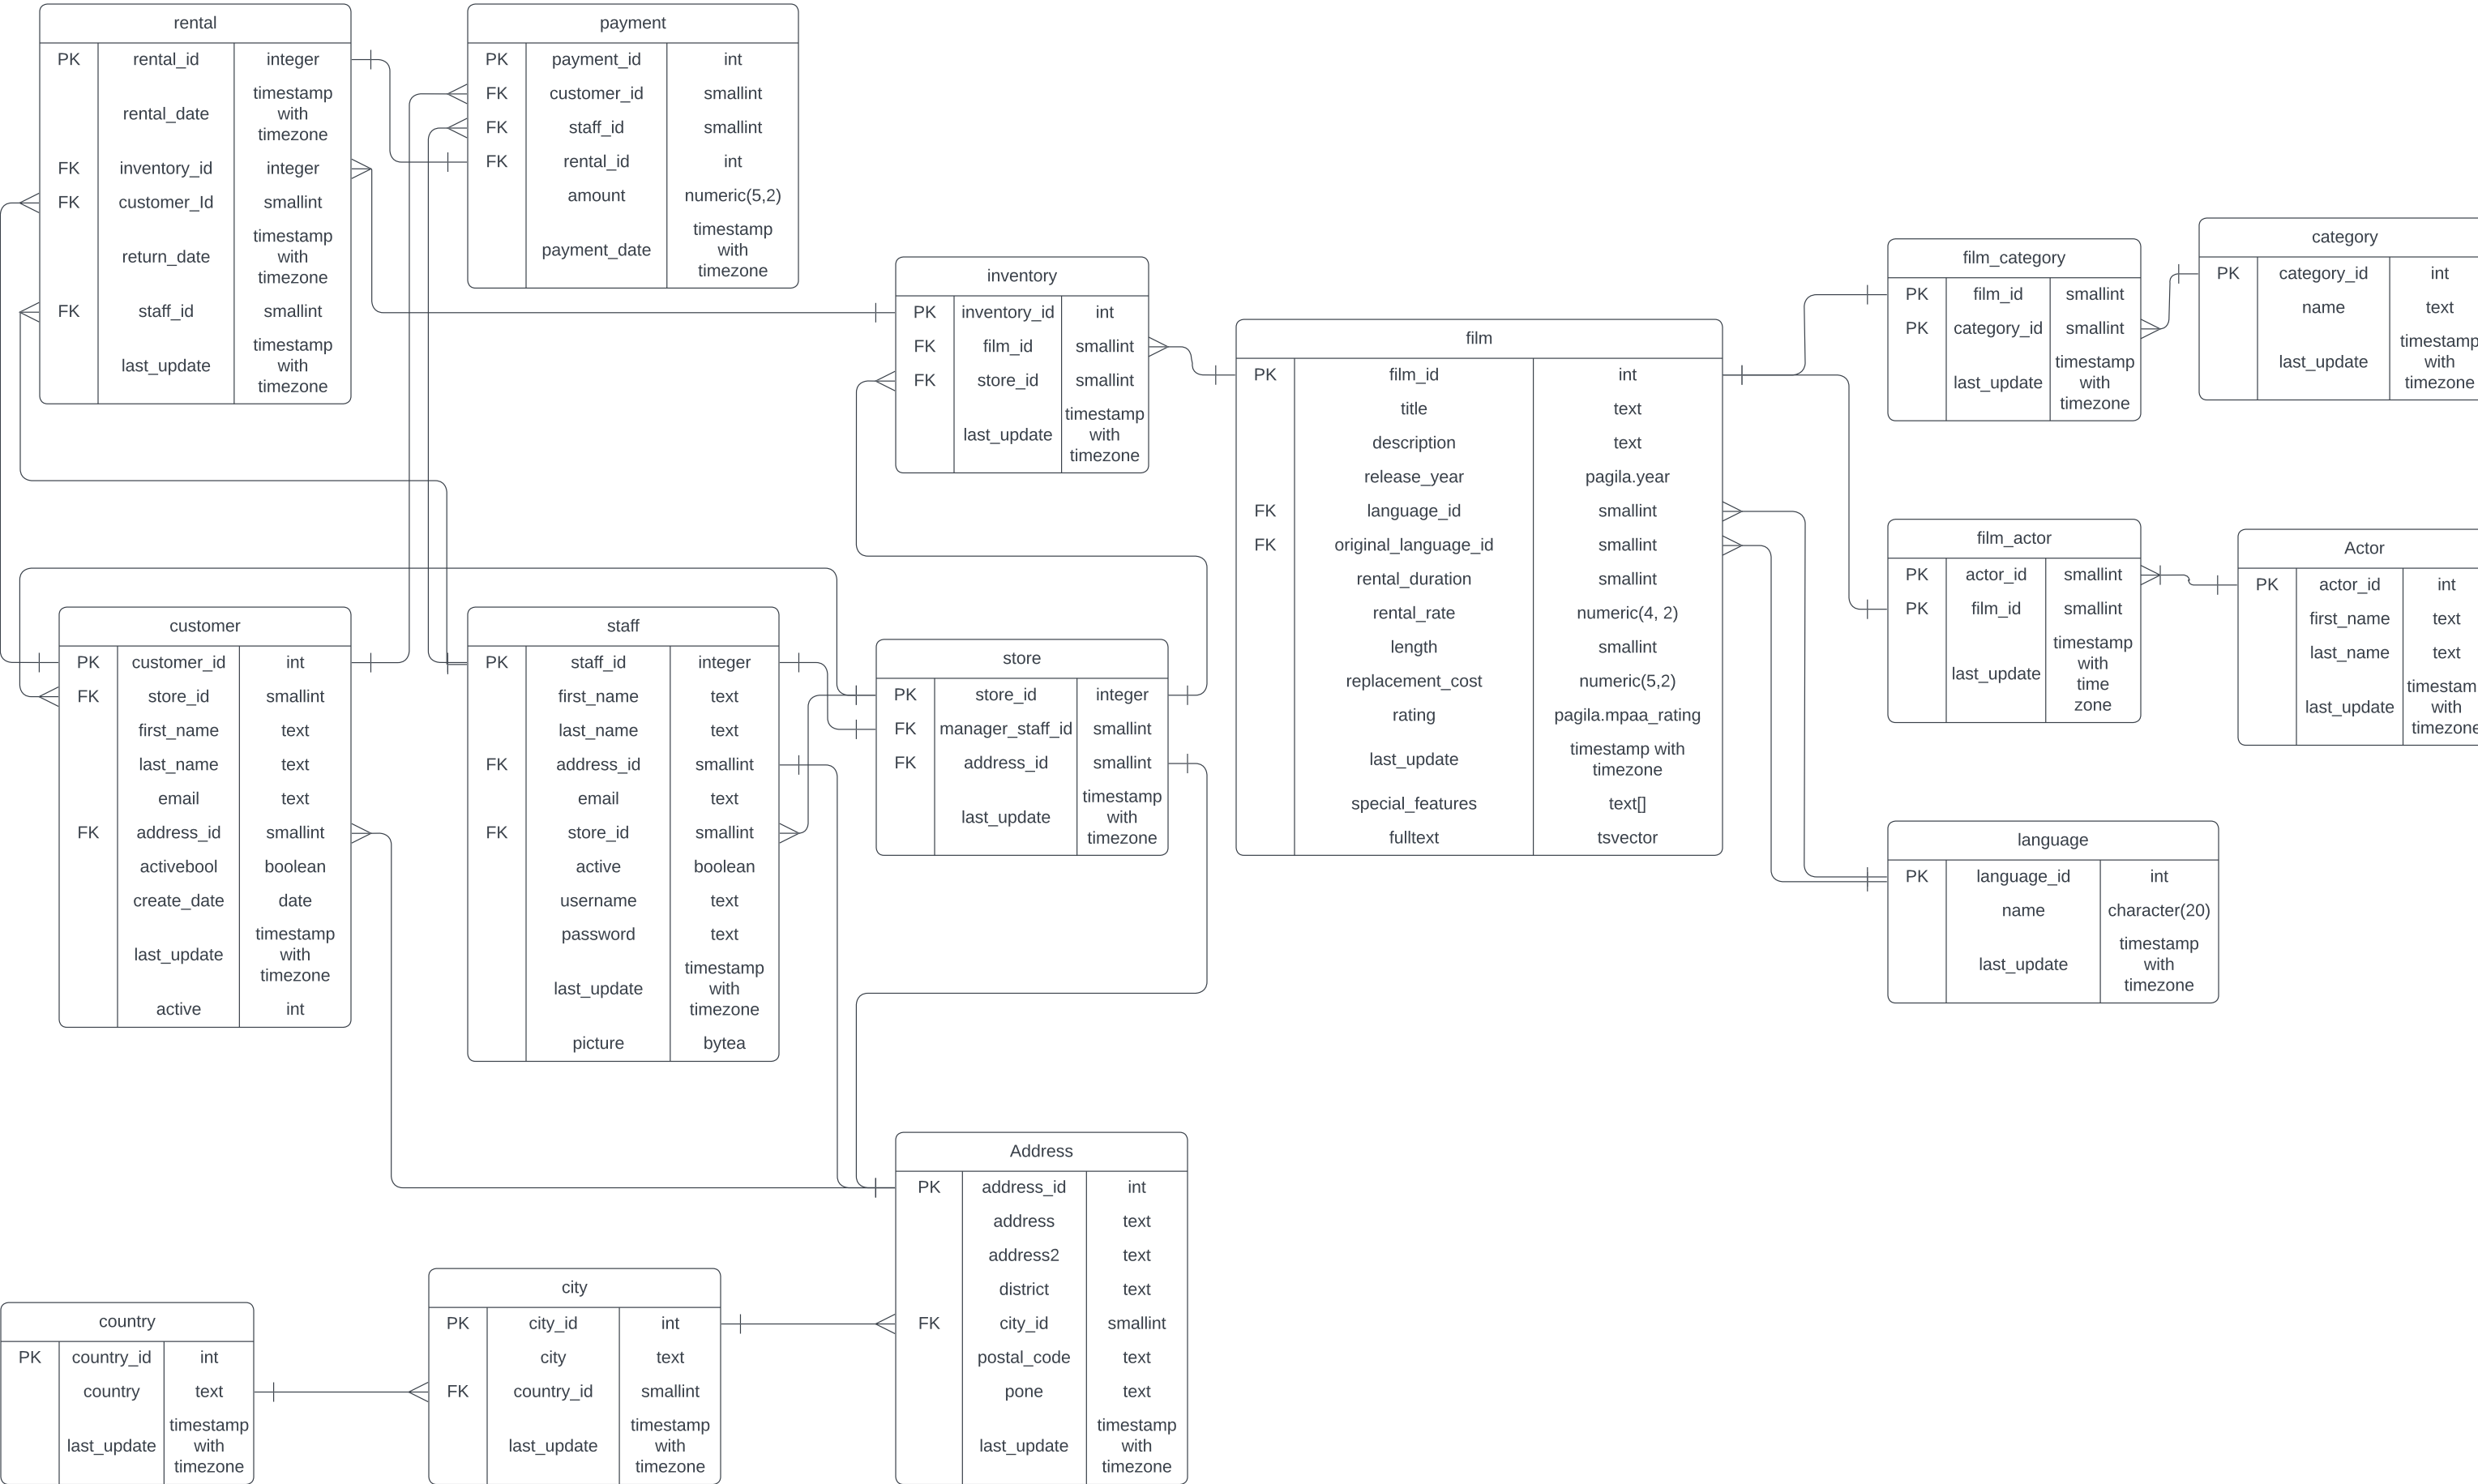 rental
PK rental_id integer
rental_date timestamp with timezone
FK inventory_id integer
FK customer_Id smallint
return_date timestamp with timezone
FK staff_id smallint
last_update timestamp with timezone
payment
PK payment_id int
FK customer_id smallint
FK staff_id smallint
FK rental_id int
amount numeric(5,2)
payment_date timestamp with timezone
inventory
PK inventory_id int
FK film_id smallint
FK store_id smallint
last_update timestamp with timezone
film
PK film_id int
title text
description text
release_year pagila.year
FK language_id smallint
FK original_language_id smallint
rental_duration smallint
rental_rate numeric(4, 2)
length smallint
replacement_cost numeric(5,2)
rating pagila.mpaa_rating
last_update timestamp with timezone
special_features text[]
fulltext tsvector
film_category
PK film_id smallint
PK category_id smallint
last_update timestamp with timezone
category
PK category_id int
name text
last_update timestamp with timezone
film_actor
PK actor_id smallint
PK film_id smallint
last_update timestamp with time zone
Actor
PK actor_id int
first_name text
last_name text
last_update timestam with timezone
language
PK language_id int
name character(20)
last_update timestamp with timezone
customer
PK customer_id int
FK store_id smallint
first_name text
last_name text
email text
FK address_id smallint
activebool boolean
create_date date
last_update timestamp with timezone
active int
staff
PK staff_id integer
first_name text
last_name text
FK address_id smallint
email text
FK store_id smallint
active boolean
username text
password text
last_update timestamp with timezone
picture bytea
store
PK store_id integer
FK manager_staff_id smallint
FK address_id smallint
last_update timestamp with timezone
Address
PK address_id int
address text
address2 text
district text
FK city_id smallint
postal_code text
pone text
last_update timestamp with timezone
city
PK city_id int
city text
FK country_id smallint
last_update timestamp with timezone
country
PK country_id int
country text
last_update timestamp with timezone